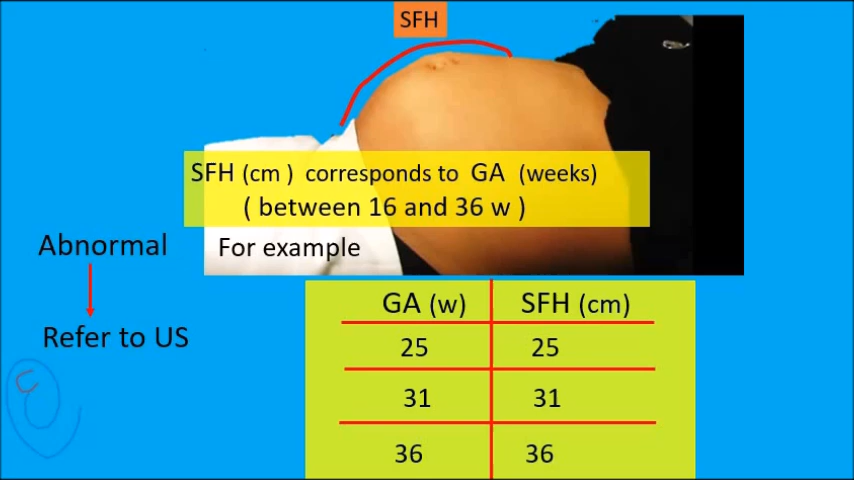 SFH
SFH (cm ) corresponds to GA (weeks)
( between 16 and 36 w )
Abnormal
For example
Refer to US
GA (w) SFH (cm)
25 25
31 31
36 36